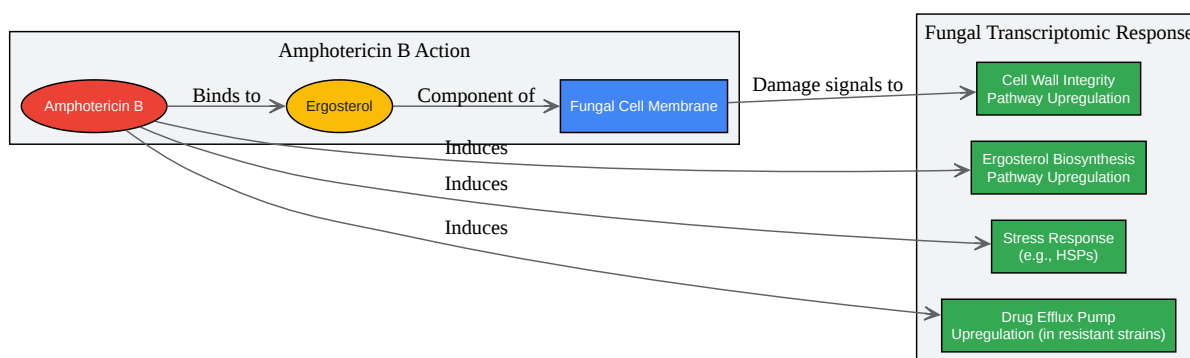 Amphotericin B Action
Amphotericin B
Binds to
Ergosterol
Component of
Fungal Cell Membrane
Damage signals to
Induces
Induces
Induces
Fungal Transcriptomic Response
Cell Wall Integrity
Pathway Upregulation
Ergosterol Biosynthesis
Pathway Upregulation
Stress Response
(e.g., HSPs)
Drug Efflux Pump
Upregulation (in resistant strains)